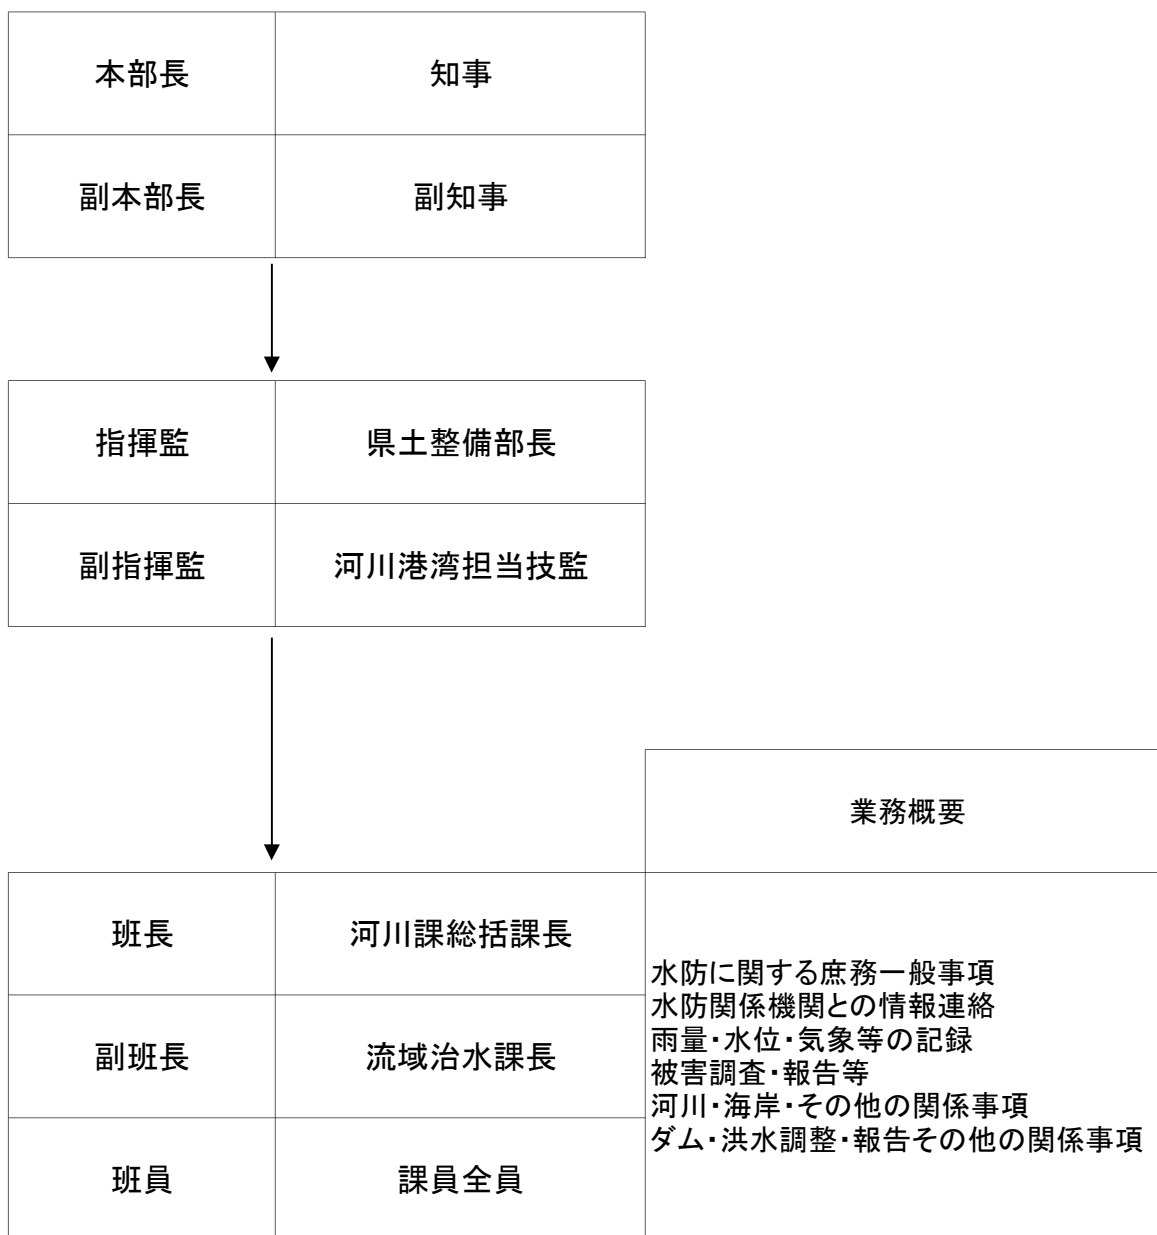 本部長 知事
副本部長 副知事
指揮監 県土整備部長
副指揮監 河川港湾担当技監
業務概要
班長 河川課総括課長
副班長 流域治水課長
班員 課員全員
水防に関する庶務一般事項
水防関係機関との情報連絡
雨量・水位・気象等の記録
被害調査・報告等
河川・海岸・その他の関係事項
ダム・洪水調整・報告その他の関係事項